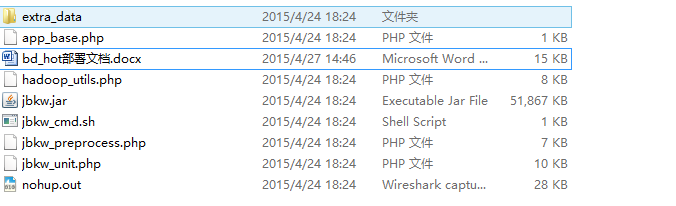 extra_data 2015/4/24 18:24 文件夹
app_base.php 2015/4/24 18:24 PHP 文件 1 KB
bd_hot部署文档.docx 2015/4/27 14:46 Microsoft Word ... 15 KB
hadoop_utils.php 2015/4/24 18:24 PHP 文件 8 KB
jbkw.jar 2015/4/24 18:24 Executable Jar File 51,867 KB
jbkw_cmd.sh 2015/4/24 18:24 Shell Script 1 KB
jbkw_preprocess.php 2015/4/24 18:24 PHP 文件 7 KB
jbkw_unit.php 2015/4/24 18:24 PHP 文件 10 KB
nohup.out 2015/4/24 18:24 Wireshark captu... 28 KB